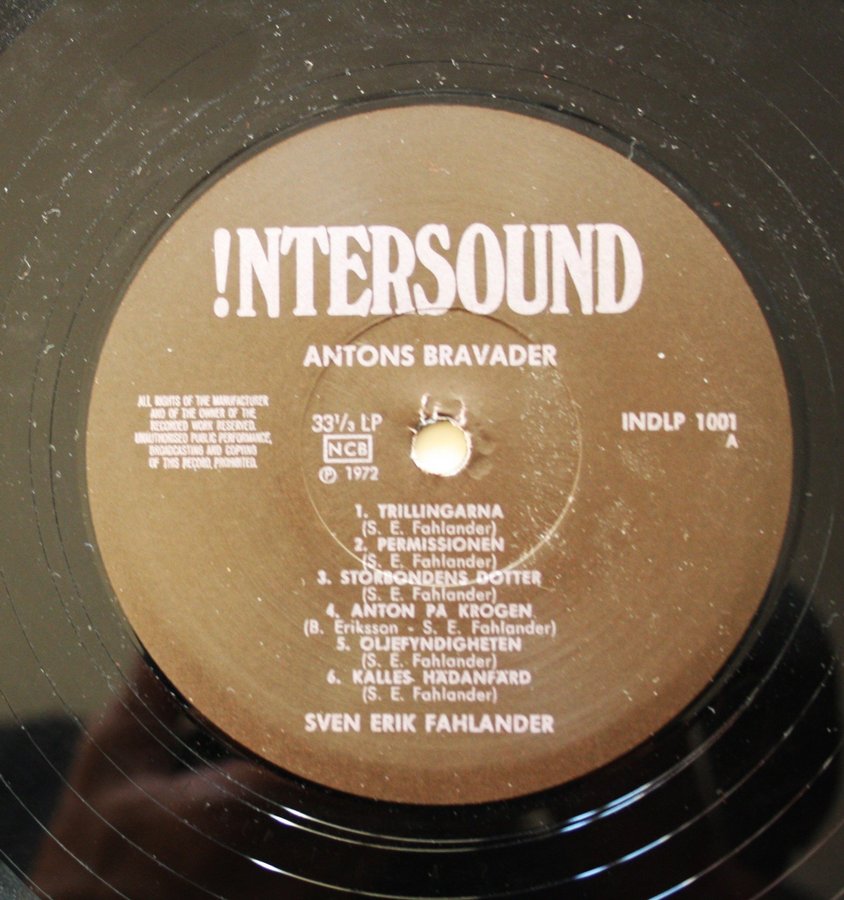 !NTERSOUND
ANTONS BRAVADER
ALL RIGHTS OF THE MANUFACTURER
AND OF THE OWNER OF THE
RECORDED WORK RESERVED.
UNAUTHORISED PUBLIC PERFORMANCE,
BROADCASTING AND COPYING
OF THIS RECORD PROHIBITED.
33⅓ LP
NCB
℗ 1972
INDLP 1001
A
1. TRILLINGARNA
(S. E. Fahlander)
2. PERMISSIONEN
(S. E. Fahlander)
3. STORBONDENS DOTTER
(S. E. Fahlander)
4. ANTON PÅ KROGEN
(B. Eriksson - S. E. Fahlander)
5. OLJEFYNDIGHETEN
(S. E. Fahlander)
6. KALLES HÄDANFÄRD
(S. E. Fahlander)
SVEN ERIK FAHLANDER